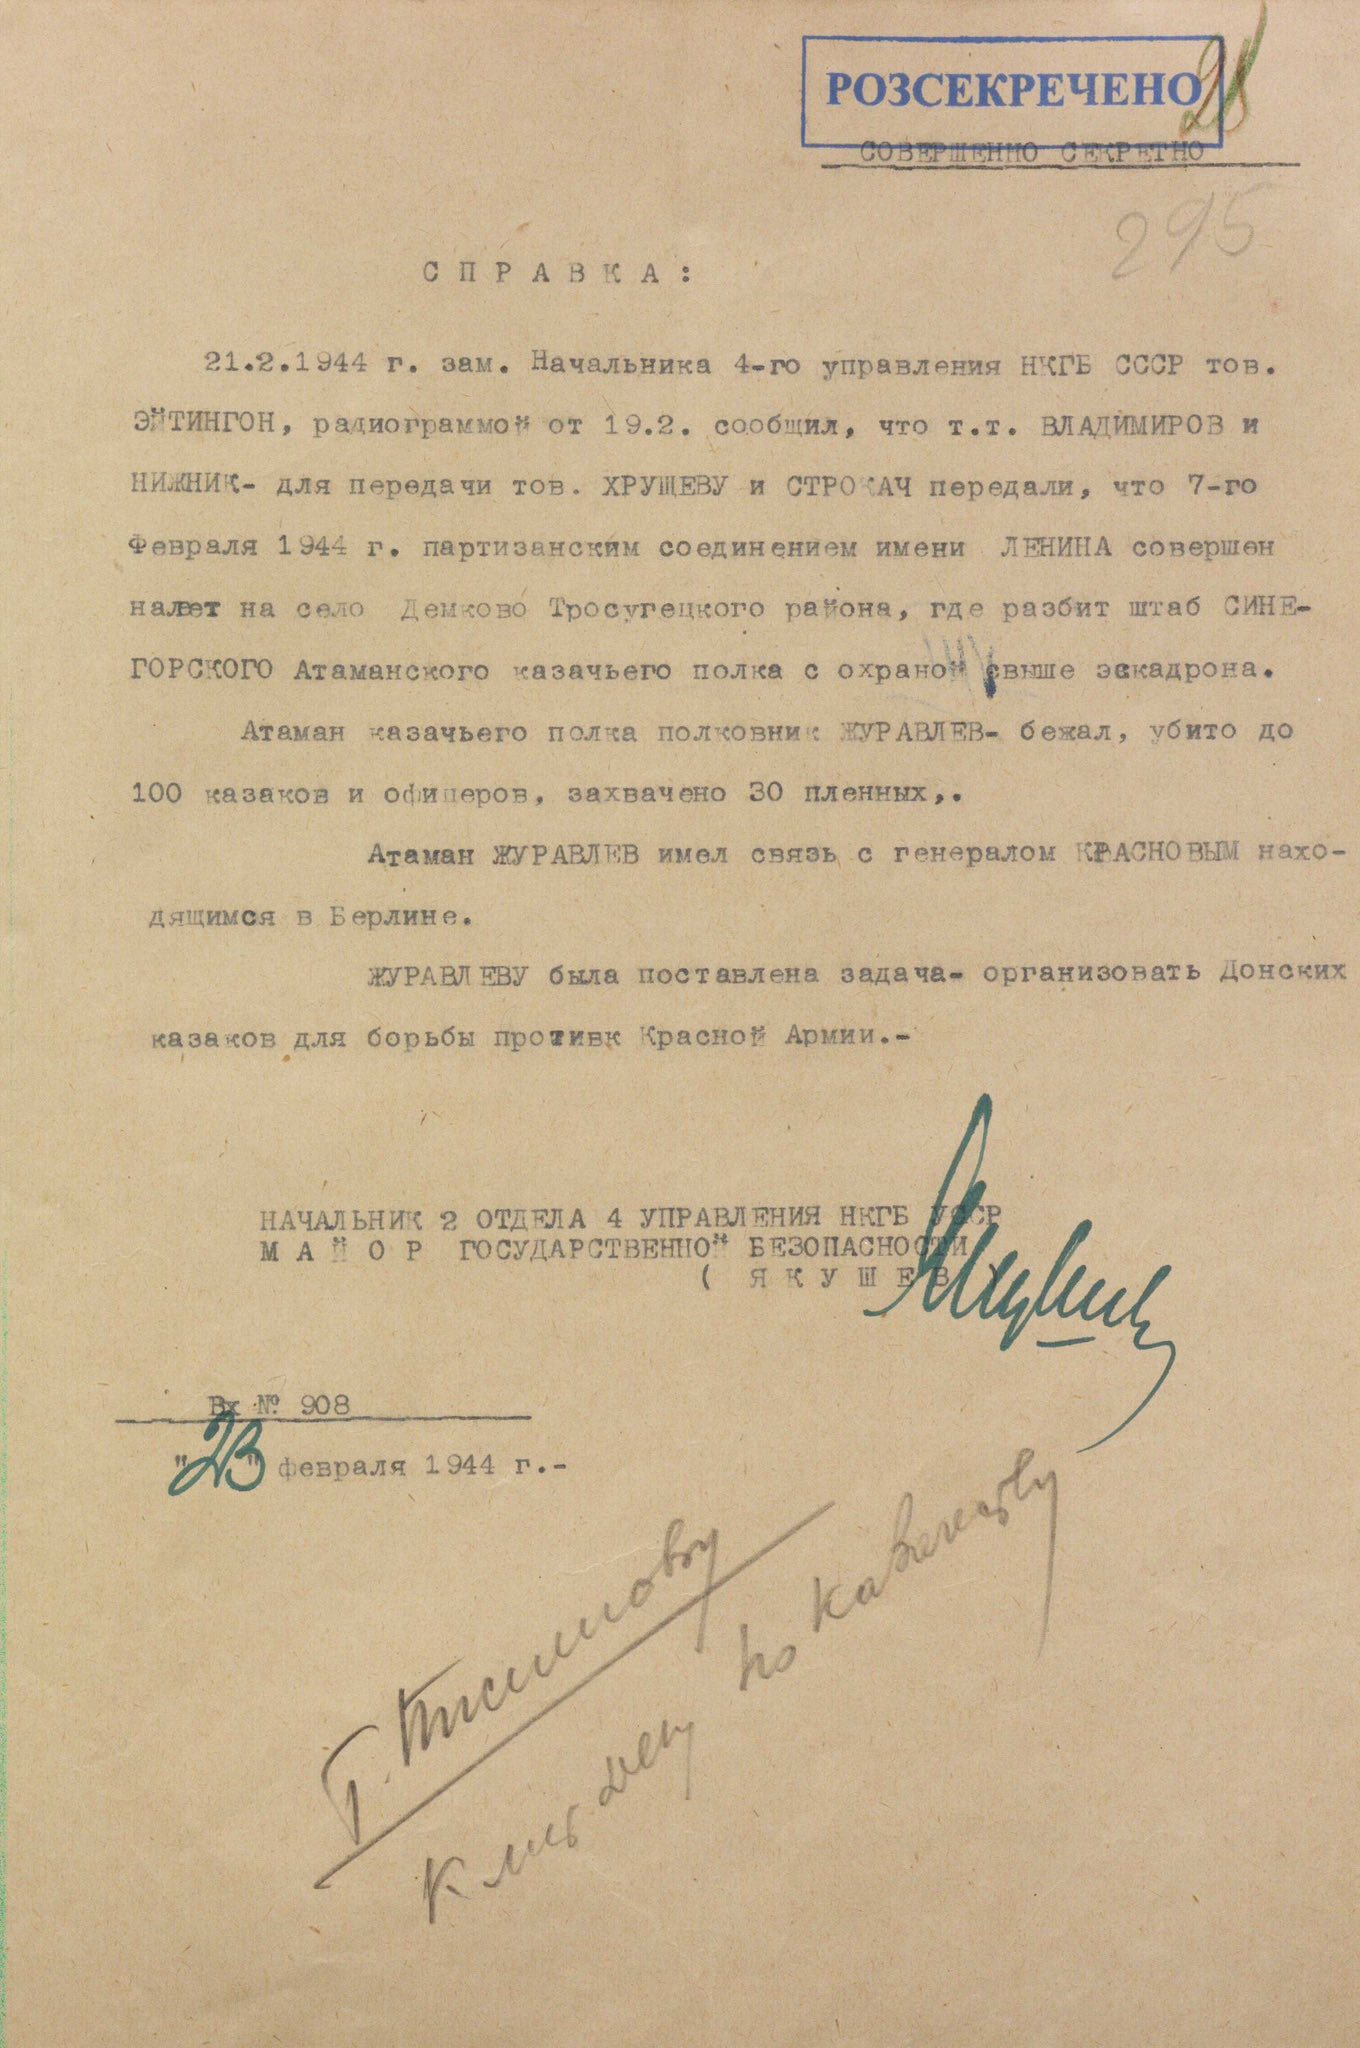 РОЗСЕКРЕЧЕНО
28
СОВЕРШЕННО СЕКРЕТНО
295
С П Р А В К А :
21.2.1944 г. зам. Начальника 4-го управления НКГБ СССР тов.
ЭЙТИНГОН, радиограммой от 19.2. сообщил, что т.т. ВЛАДИМИРОВ и
НИЖНИК- для передачи тов. ХРУЩЕВУ и СТРОКАЧ передали, что 7-го
Февраля 1944 г. партизанским соединением имени ЛЕНИНА совершен
налет на село Демково Тросугецкого района, где разбит штаб СИНЕ-
ГОРСКОГО Атаманского казачьего полка с охраной свыше эскадрона.
Атаман казачьего полка полковник ЖУРАВЛЕВ- бежал, убито до
100 казаков и офицеров, захвачено 30 пленных,.
Атаман ЖУРАВЛЕВ имел связь с генералом КРАСНОВЫМ нахо-
дящимся в Берлине.
ЖУРАВЛЕВУ была поставлена задача- организовать Донских
казаков для борьбы противк Красной Армии.-
НАЧАЛЬНИК 2 ОТДЕЛА 4 УПРАВЛЕНИЯ НКГБ УССР
М А Й О Р ГОСУДАРСТВЕННОЙ БЕЗОПАСНОСТИ
( Я К У Ш Е В
Вх № 908
"23" февраля 1944 г.-
Т.
К делу по казачеству